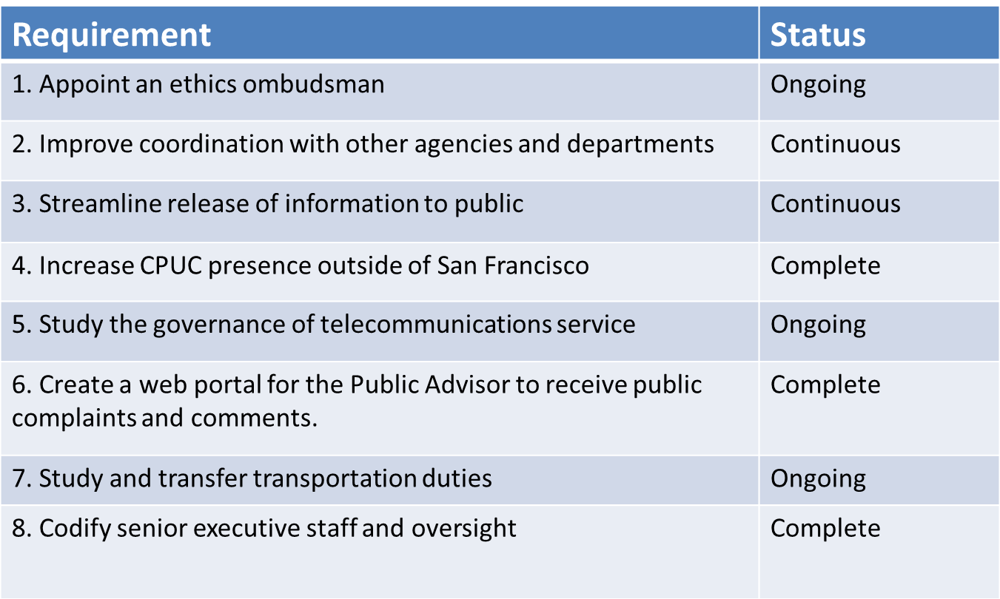 Requirement Status
1. Appoint an ethics ombudsman Ongoing
2. Improve coordination with other agencies and departments Continuous
3. Streamline release of information to public Continuous
4. Increase CPUC presence outside of San Francisco Complete
5. Study the governance of telecommunications service Ongoing
6. Create a web portal for the Public Advisor to receive public Complete
complaints and comments.
7. Study and transfer transportation duties Ongoing
8. Codify senior executive staff and oversight Complete